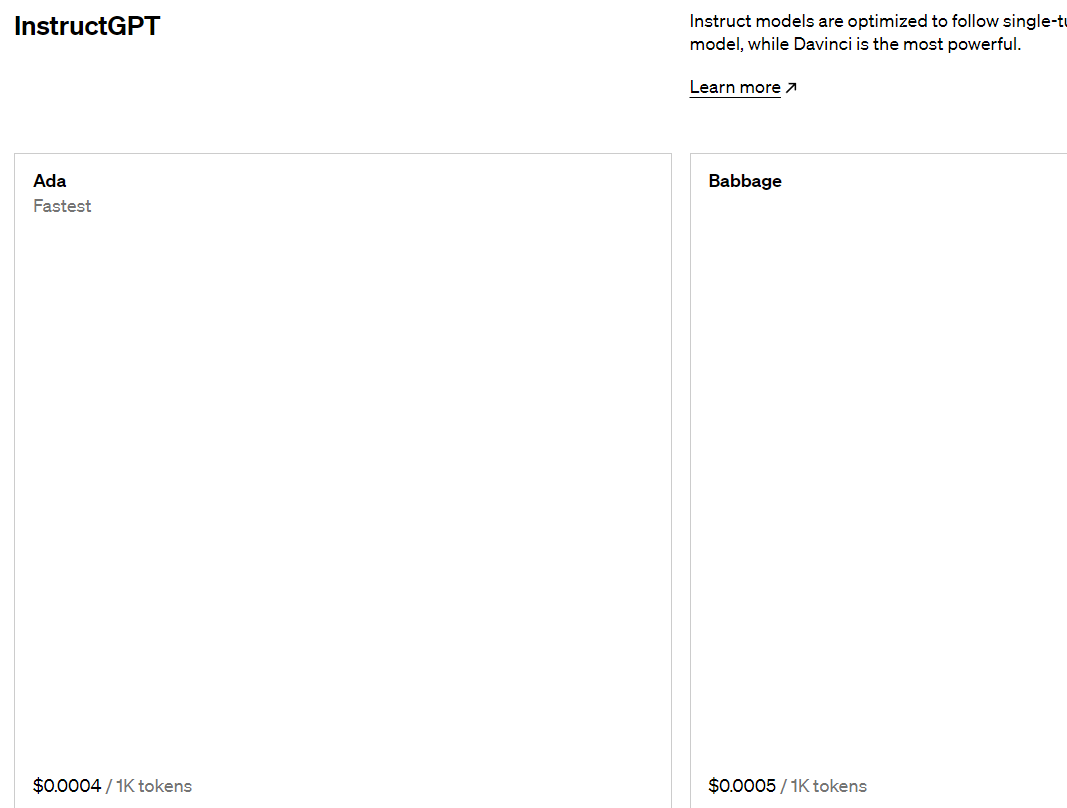 InstructGPT
Instruct models are optimized to follow single-
model, while Davinci is the most powerful.
Learn more ↗
Ada
Fastest
Babbage
$0.0004 / 1K tokens
$0.0005 / 1K tokens